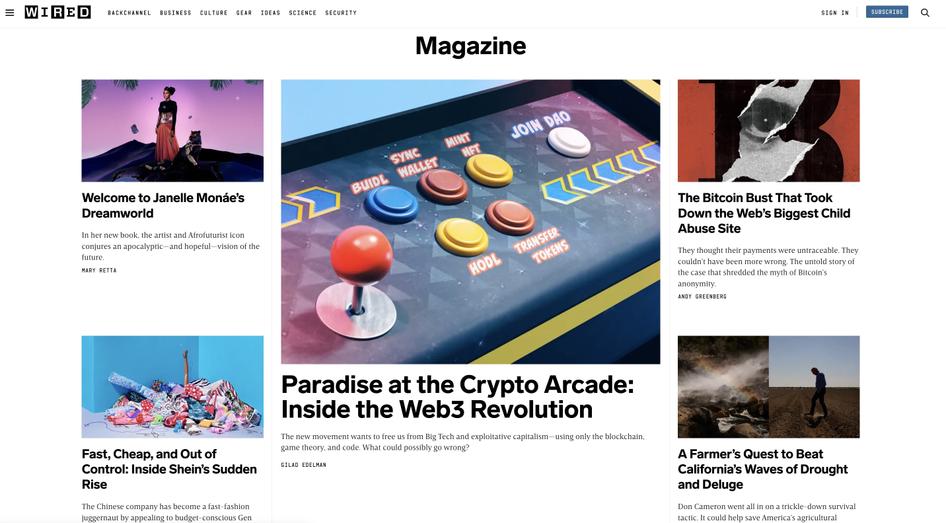 WIRED
BACKCHANNEL BUSINESS CULTURE GEAR IDEAS SCIENCE SECURITY
SIGN IN
SUBSCRIBE
Magazine
Welcome to Janelle Monáe's
Dreamworld
In her new book, the artist and Afrofuturist icon
conjures an apocalyptic—and hopeful—vision of the
future.
MARY RETTA
Fast, Cheap, and Out of
Control: Inside Shein's Sudden
Rise
The Chinese company has become a fast-fashion
juggernaut by appealing to budget-conscious Gen
BUIDL
SYNC
WALLET
MINT
NFT
JOIN DAO
HODL
TRANSFER
TOKENS
Paradise at the Crypto Arcade:
Inside the Web3 Revolution
The new movement wants to free us from Big Tech and exploitative capitalism—using only the blockchain,
game theory, and code. What could possibly go wrong?
GILAD EDELMAN
The Bitcoin Bust That Took
Down the Web's Biggest Child
Abuse Site
They thought their payments were untraceable. They
couldn't have been more wrong. The untold story of
the case that shredded the myth of Bitcoin's
anonymity.
ANDY GREENBERG
A Farmer's Quest to Beat
California's Waves of Drought
and Deluge
Don Cameron went all in on a trickle-down survival
tactic. It could help save America's agricultural